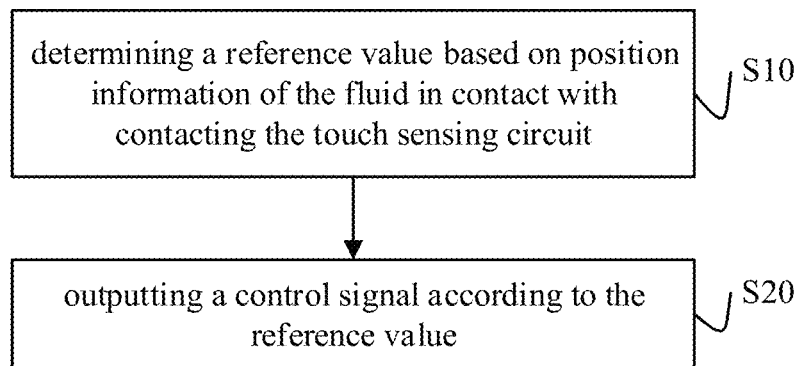 determining a reference value based on position
information of the fluid in contact with
contacting the touch sensing circuit
S10
outputting a control signal according to the
reference value
S20